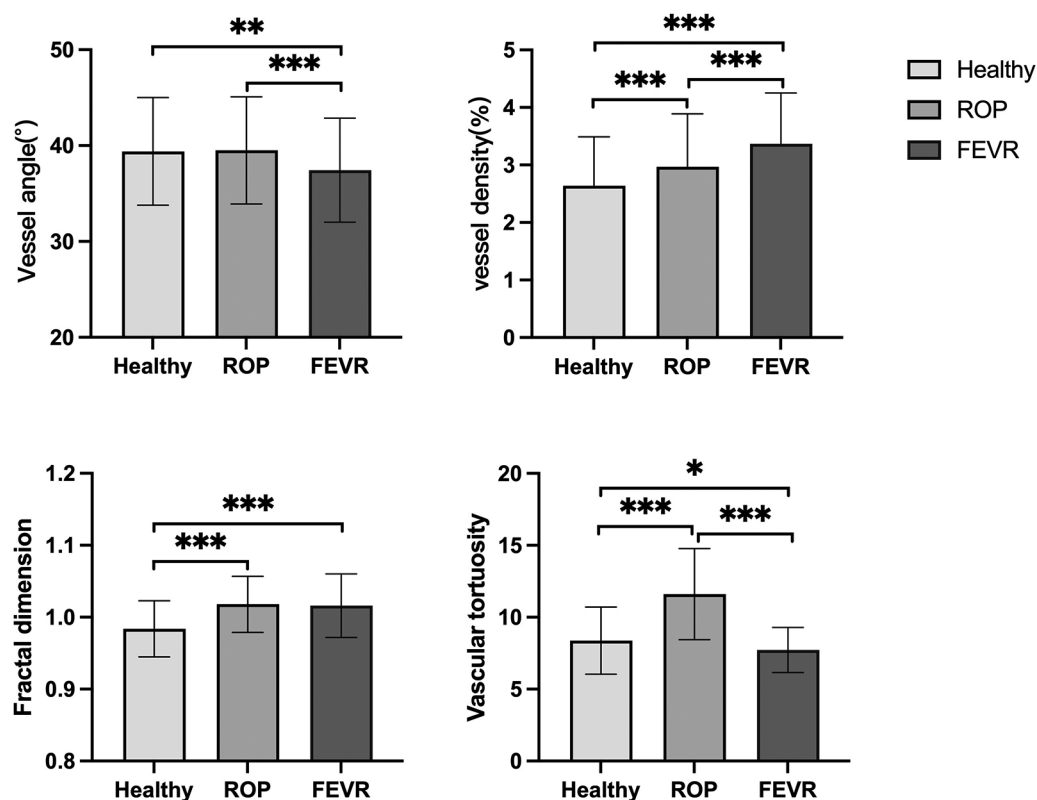 **
***
50
40
30
20
Vessel angle(°)
Healthy ROP FEVR
***
***
***
5
4
3
2
1
0
vessel density(%)
Healthy ROP FEVR
Healthy
ROP
FEVR
***
***
1.2
1.1
1.0
0.9
0.8
Fractal dimension
Healthy ROP FEVR
*
***
***
20
15
10
5
0
Vascular tortuosity
Healthy ROP FEVR